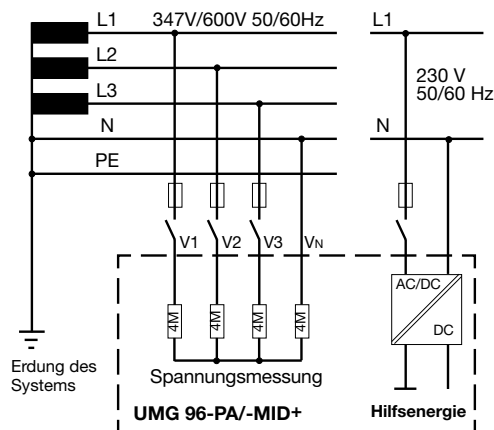 L1 347V/600V 50/60Hz L1
L2
L3
230 V
50/60 Hz
N N
PE
V1 V2 V3 VN
AC/DC
DC
4M 4M 4M 4M
Erdung des
Systems
Spannungsmessung
UMG 96-PA/-MID+ Hilfsenergie